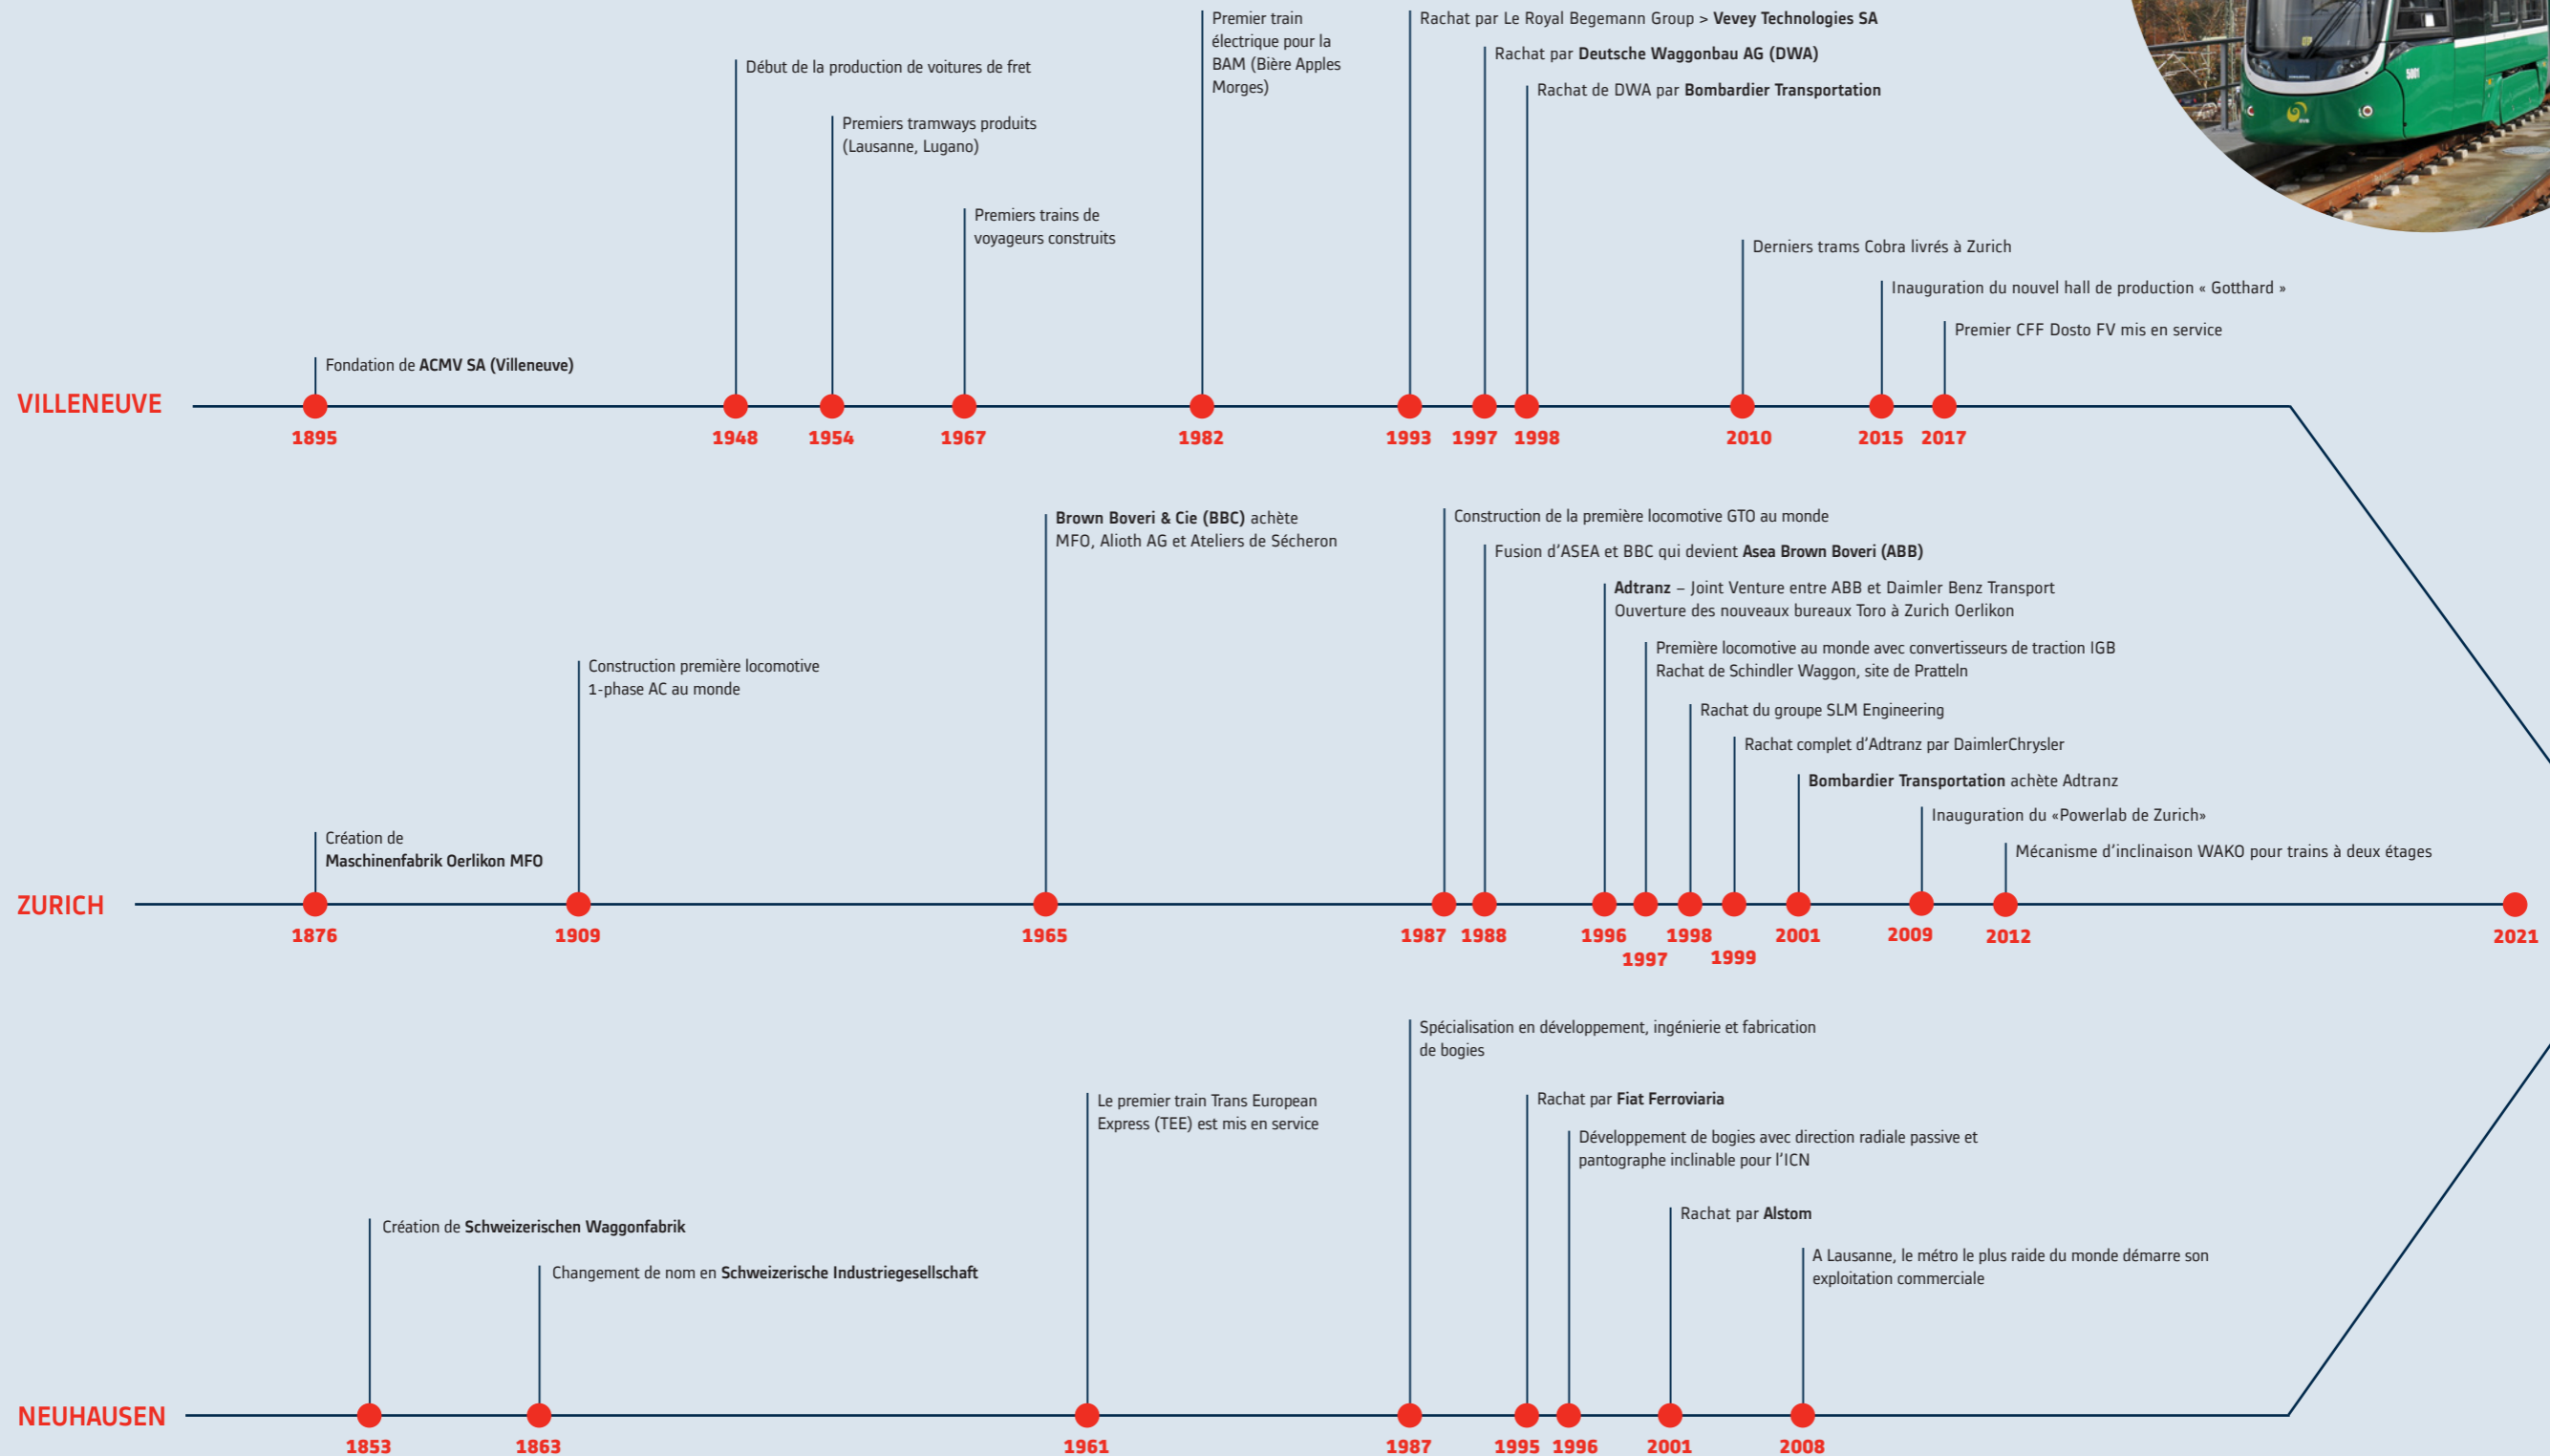 Premier train
électrique pour la
BAM (Bière Apples
Morges)
Rachat par Le Royal Begemann Group > Vevey Technologies SA
Rachat par Deutsche Waggonbau AG (DWA)
Rachat de DWA par Bombardier Transportation
Début de la production de voitures de fret
Premiers tramways produits
(Lausanne, Lugano)
Premiers trains de
voyageurs construits
Derniers trams Cobra livrés à Zurich
Inauguration du nouvel hall de production « Gotthard »
Premier CFF Dosto FV mis en service
Fondation de ACMV SA (Villeneuve)
VILLENEUVE
1895 1948 1954 1967 1982 1993 1997 1998 2010 2015 2017
Brown Boveri & Cie (BBC) achète
MFO, Alioth AG et Ateliers de Sécheron
Construction de la première locomotive GTO au monde
Fusion d’ASEA et BBC qui devient Asea Brown Boveri (ABB)
Adtranz – Joint Venture entre ABB et Daimler Benz Transport
Ouverture des nouveaux bureaux Toro à Zurich Oerlikon
Première locomotive au monde avec convertisseurs de traction IGB
Rachat de Schindler Waggon, site de Pratteln
Construction première locomotive
1-phase AC au monde
Rachat du groupe SLM Engineering
Rachat complet d’Adtranz par DaimlerChrysler
Bombardier Transportation achète Adtranz
Inauguration du «Powerlab de Zurich»
Mécanisme d’inclinaison WAKO pour trains à deux étages
Création de
Maschinenfabrik Oerlikon MFO
ZURICH
1876 1909 1965 1987 1988 1996 1997 1998 1999 2001 2009 2012 2021
Spécialisation en développement, ingénierie et fabrication
de bogies
Le premier train Trans European
Express (TEE) est mis en service
Rachat par Fiat Ferroviaria
Développement de bogies avec direction radiale passive et
pantographe inclinable pour l’ICN
Rachat par Alstom
A Lausanne, le métro le plus raide du monde démarre son
exploitation commerciale
Création de Schweizerischen Waggonfabrik
Changement de nom en Schweizerische Industriegesellschaft
NEUHAUSEN
1853 1863 1961 1987 1995 1996 2001 2008
5001